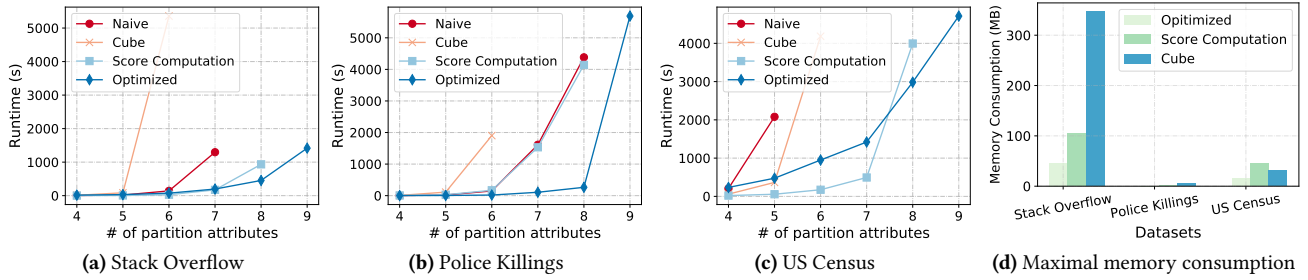 Runtime (s)
5000
4000
3000
2000
1000
0
Naive
Cube
Score Computation
Optimized
4 5 6 7 8 9
# of partition attributes
(a) Stack Overflow
Runtime (s)
6000
5000
4000
3000
2000
1000
0
Naive
Cube
Score Computation
Optimized
4 5 6 7 8 9
# of partition attributes
(b) Police Killings
Runtime (s)
4000
3000
2000
1000
0
Naive
Cube
Score Computation
Optimized
4 5 6 7 8 9
# of partition attributes
(c) US Census
Memory Consumption (MB)
300
200
100
0
Opitimized
Score Computation
Cube
Stack Overflow Police Killings US Census
Datasets
(d) Maximal memory consumption